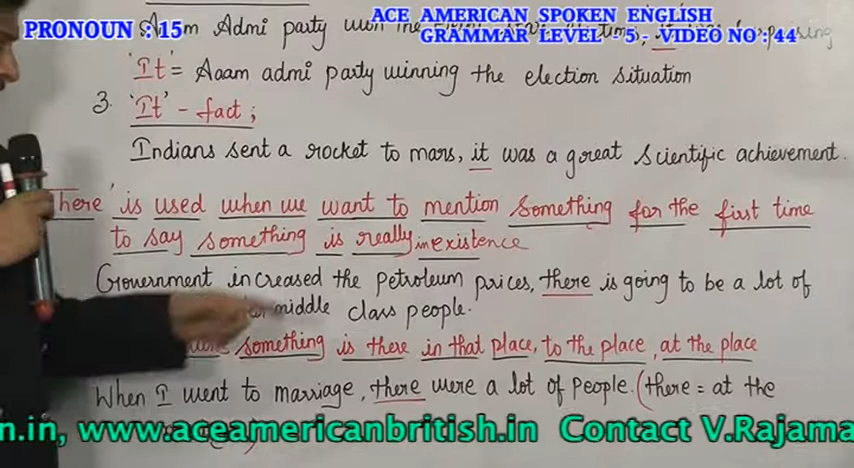 ACE AMERICAN SPOKEN ENGLISH
PRONOUN : 15
GRAMMAR LEVEL - 5 - VIDEO NO : 44
Admi party won the
'It' = Aaam admi party winning the election situation
3. 'It' - fact;
Indians sent a rocket to mars, it was a great scientific achievement.
'There' is used when we want to mention something for the first time
to say something is really in existence
Government increased the petroleum prices, there is going to be a lot of
middle class people.
something is there in that place, to the place, at the place
When I went to marriage, there were a lot of people. (there = at the
n.in, www.aceamericanbritish.in Contact V.Rajama